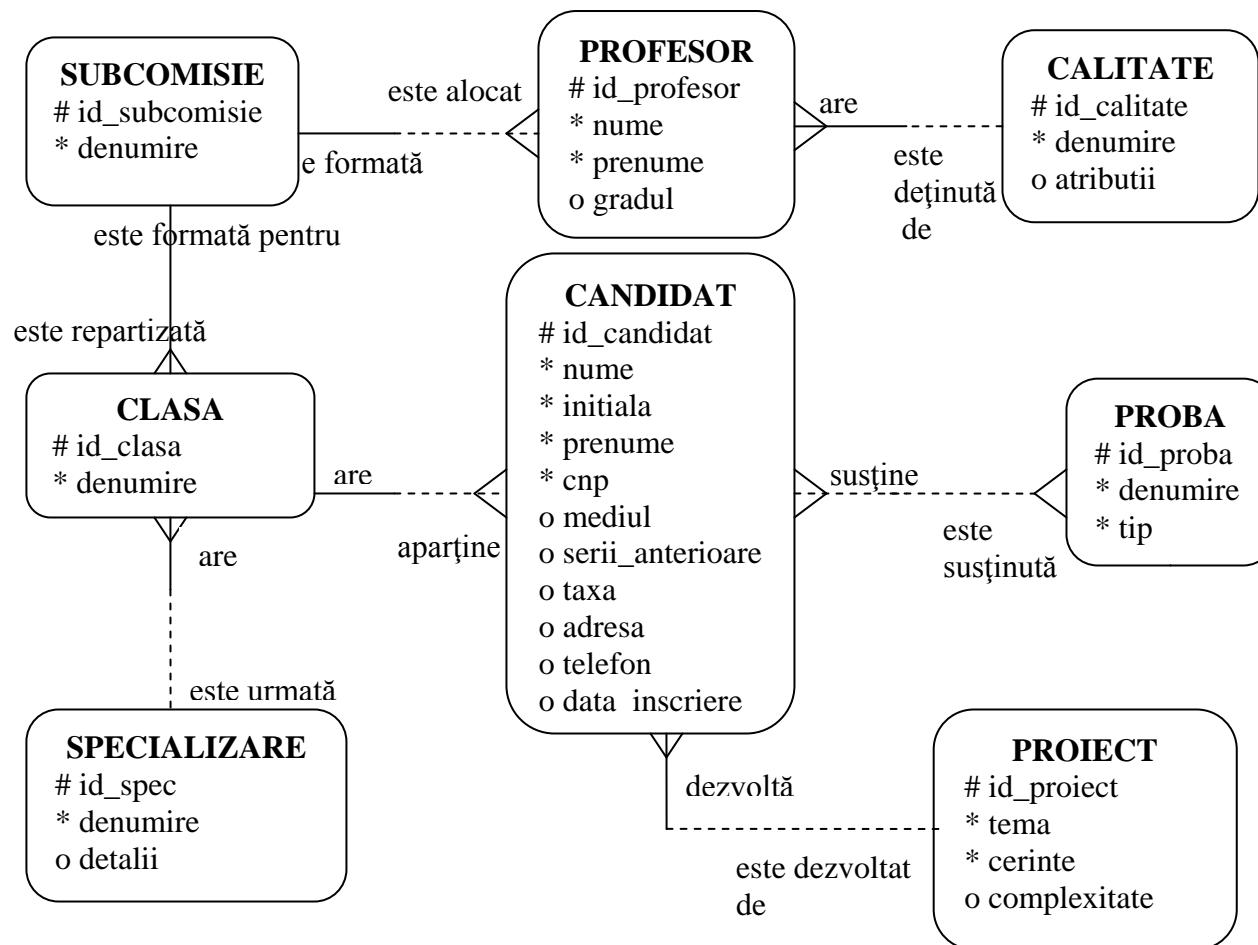 SUBCOMISIE
# id_subcomisie
* denumire
este alocat
e formată
PROFESOR
# id_profesor
* nume
* prenume
o gradul
are
este
deţinută
de
CALITATE
# id_calitate
* denumire
o atributii
este formată pentru
este repartizată
CLASA
# id_clasa
* denumire
are
aparţine
are
este urmată
CANDIDAT
# id_candidat
* nume
* initiala
* prenume
* cnp
o mediul
o serii_anterioare
o taxa
o adresa
o telefon
o data inscriere
susţine
este
susţinută
PROBA
# id_proba
* denumire
* tip
SPECIALIZARE
# id_spec
* denumire
o detalii
dezvoltă
este dezvoltat
de
PROIECT
# id_proiect
* tema
* cerinte
o complexitate